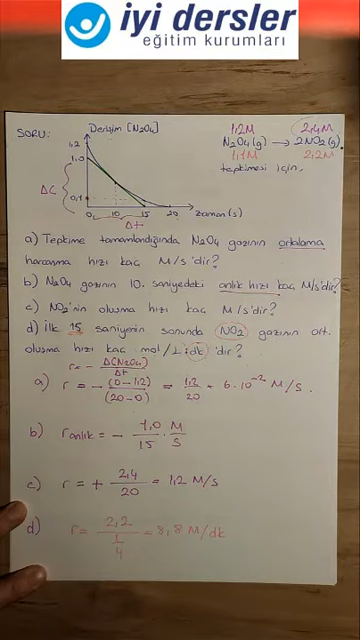 iyi dersler
eğitim kurumları
SORU:
Derişim [N₂O₄]
1,2
1,0
ΔC
0,1
0
10
15
20
zaman(s)
Δt
1,2M 2,4M
N₂O₄(g) → 2NO₂(g)
1,1M 2,2M
tepkimesi için,
a) Tepkime tamamlandığında N₂O₄ gazının ortalama
harcanma hızı kaç M/s'dir?
b) N₂O₄ gazının 10. saniyedeki anlık hızı kaç M/s'dir?
c) NO₂'nin oluşma hızı kaç M/s'dir?
d) ilk 15 saniyenin sonunda NO₂ gazının ort.
oluşma hızı kaç mol/L.dk'dir?
r = - Δ(N₂O₄)/Δt
a) r = - (0-1,2)/(20-0) = 1,2/20 = 6.10⁻² M/s.
b) r anlık = - 1,0/15 . M/s
c) r = + 2,4/20 = 1,2 M/s
d) r = 2,2/(1/4) = 8,8 M/dk